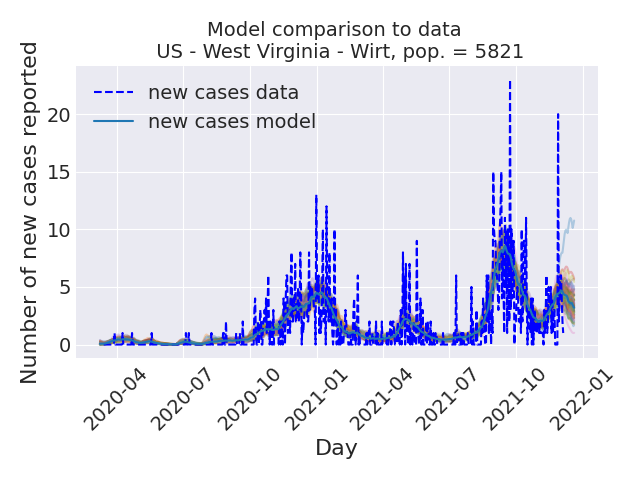 Model comparison to data
US - West Virginia - Wirt, pop. = 5821
new cases data
new cases model
Number of new cases reported
20
15
10
5
0
2020-04
2020-07
2020-10
2021-01
2021-04
2021-07
2021-10
2022-01
Day